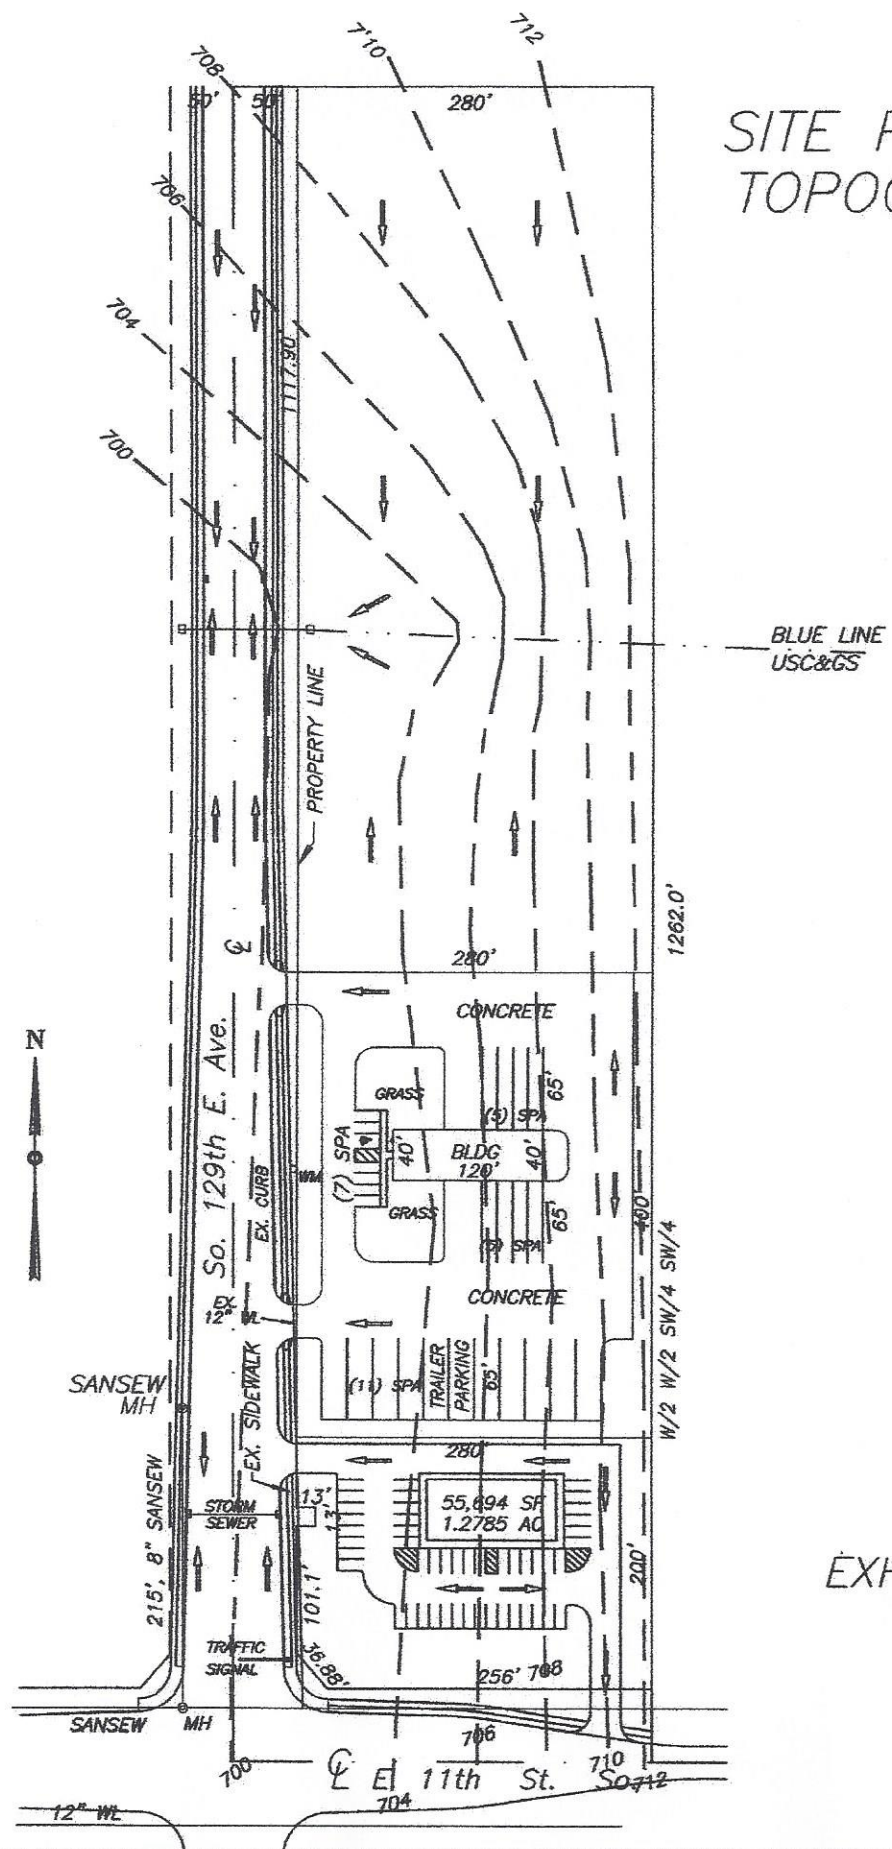 708
7'10
712
50'
50'
280'
SITE
TOPO
706
704
700
1117.90
BLUE LINE
USC&GS
PROPERTY LINE
1262.0'
℄
280'
CONCRETE
N
So. 129th E. Ave.
EX. CURB
GRASS
(5) SPA
65'
(7) SPA
40'
BLDG
120'
40'
WM
GRASS
65'
(5) SPA
400'
W/2 W/2 SW/4 SW/4
CONCRETE
EX.
12" WL
EX. SIDEWALK
SANSEW
MH
(11) SPA
TRAILER
PARKING
65'
280'
215', 8" SANSEW
STORM
SEWER
13'
13'
55,694 SF
1.2785 AC
200'
EXH
101.1'
TRAFFIC
SIGNAL
36.88'
256'
708
SANSEW
MH
706
710
700
℄ E 11th St. So.
712
704
12" WL